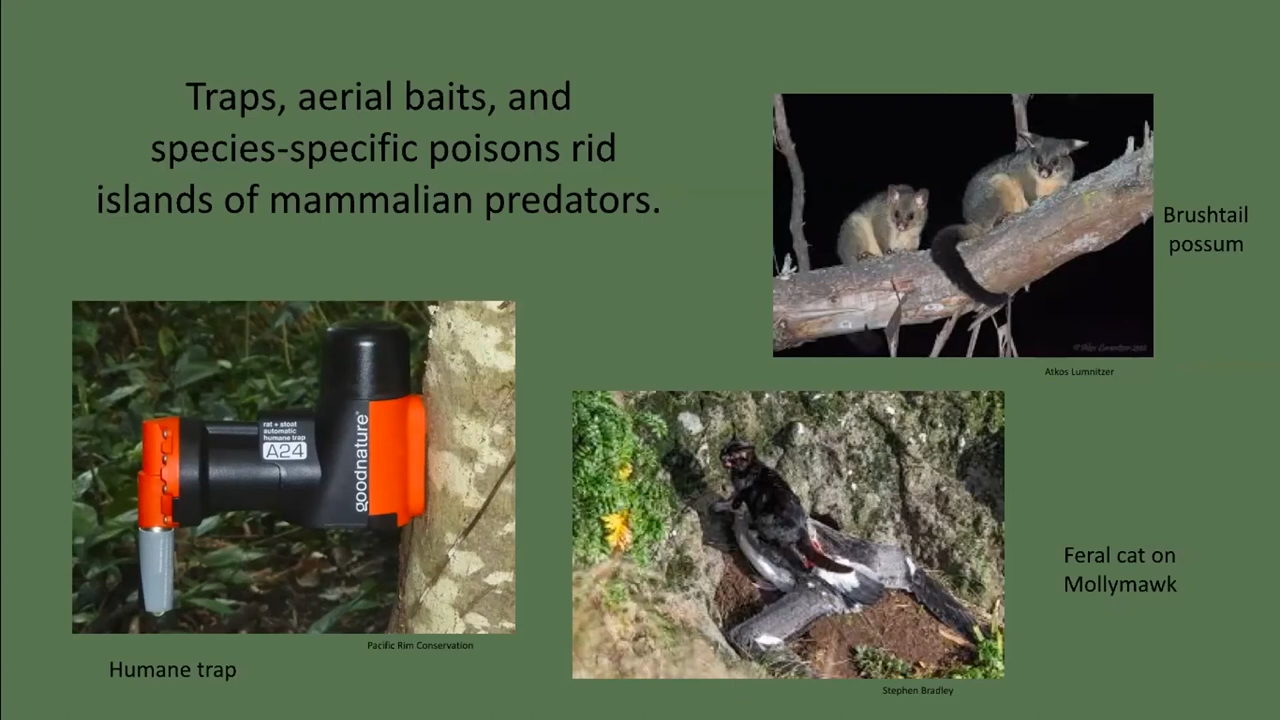 Traps, aerial baits, and
species-specific poisons rid
islands of mammalian predators.
Brushtail
possum
Atkos Lumnitzer
rat + stoat
automatic
humane trap
A24
goodnature®
Feral cat on
Mollymawk
Pacific Rim Conservation
Humane trap
Stephen Bradley